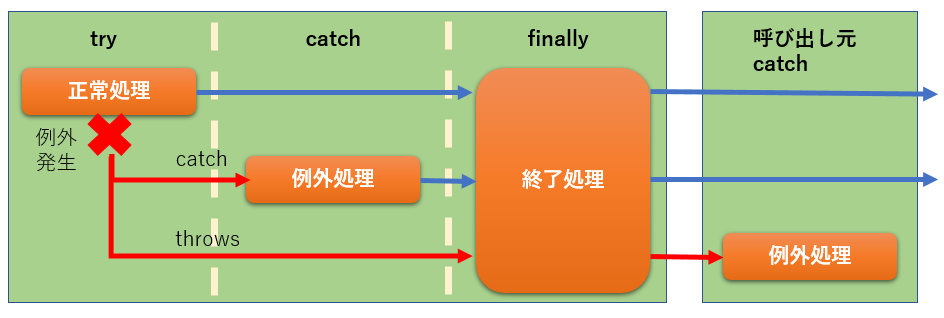 try
catch
finally
呼び出し元
catch
正常処理
例外
発生
catch
例外処理
終了処理
throws
例外処理